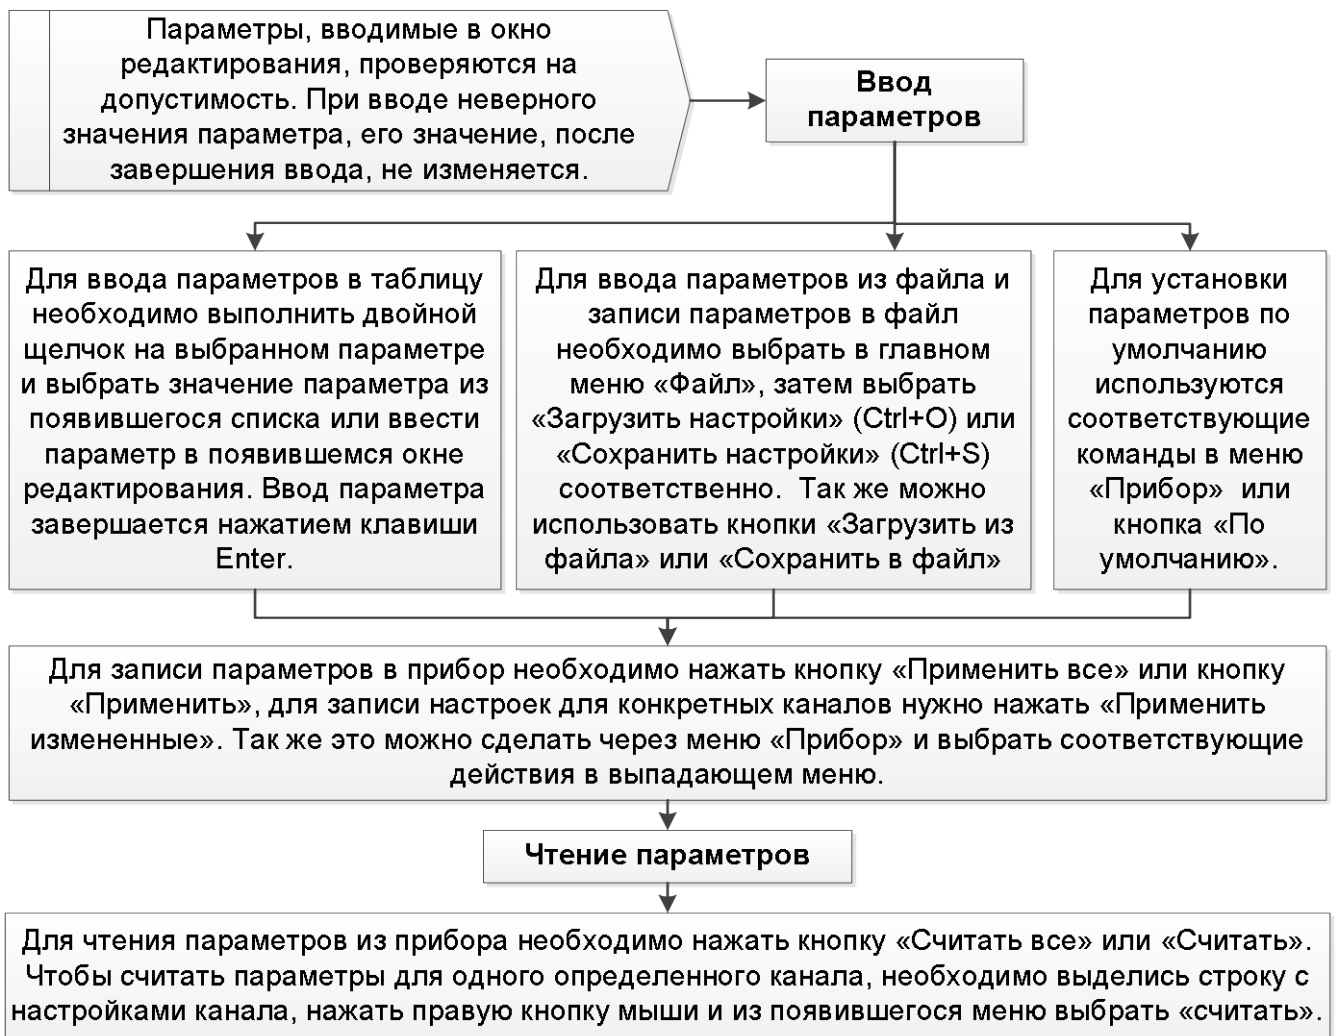 Параметры, вводимые в окно
редактирования, проверяются на
допустимость. При вводе неверного
значения параметра, его значение, после
завершения ввода, не изменяется.
Ввод
параметров
Для ввода параметров в таблицу
необходимо выполнить двойной
щелчок на выбранном параметре
и выбрать значение параметра из
появившегося списка или ввести
параметр в появившемся окне
редактирования. Ввод параметра
завершается нажатием клавиши
Enter.
Для ввода параметров из файла и
записи параметров в файл
необходимо выбрать в главном
меню «Файл», затем выбрать
«Загрузить настройки» (Ctrl+O) или
«Сохранить настройки» (Ctrl+S)
соответственно.  Так же можно
использовать кнопки «Загрузить из
файла» или «Сохранить в файл»
Для установки
параметров по
умолчанию
используются
соответствующие
команды в меню
«Прибор»  или
кнопка «По
умолчанию».
Для записи параметров в прибор необходимо нажать кнопку «Применить все» или кнопку
«Применить», для записи настроек для конкретных каналов нужно нажать «Применить
измененные». Так же это можно сделать через меню «Прибор» и выбрать соответствующие
действия в выпадающем меню.
Чтение параметров
Для чтения параметров из прибора необходимо нажать кнопку «Считать все» или «Считать».
Чтобы считать параметры для одного определенного канала, необходимо выделись строку с
настройками канала, нажать правую кнопку мыши и из появившегося меню выбрать «считать».